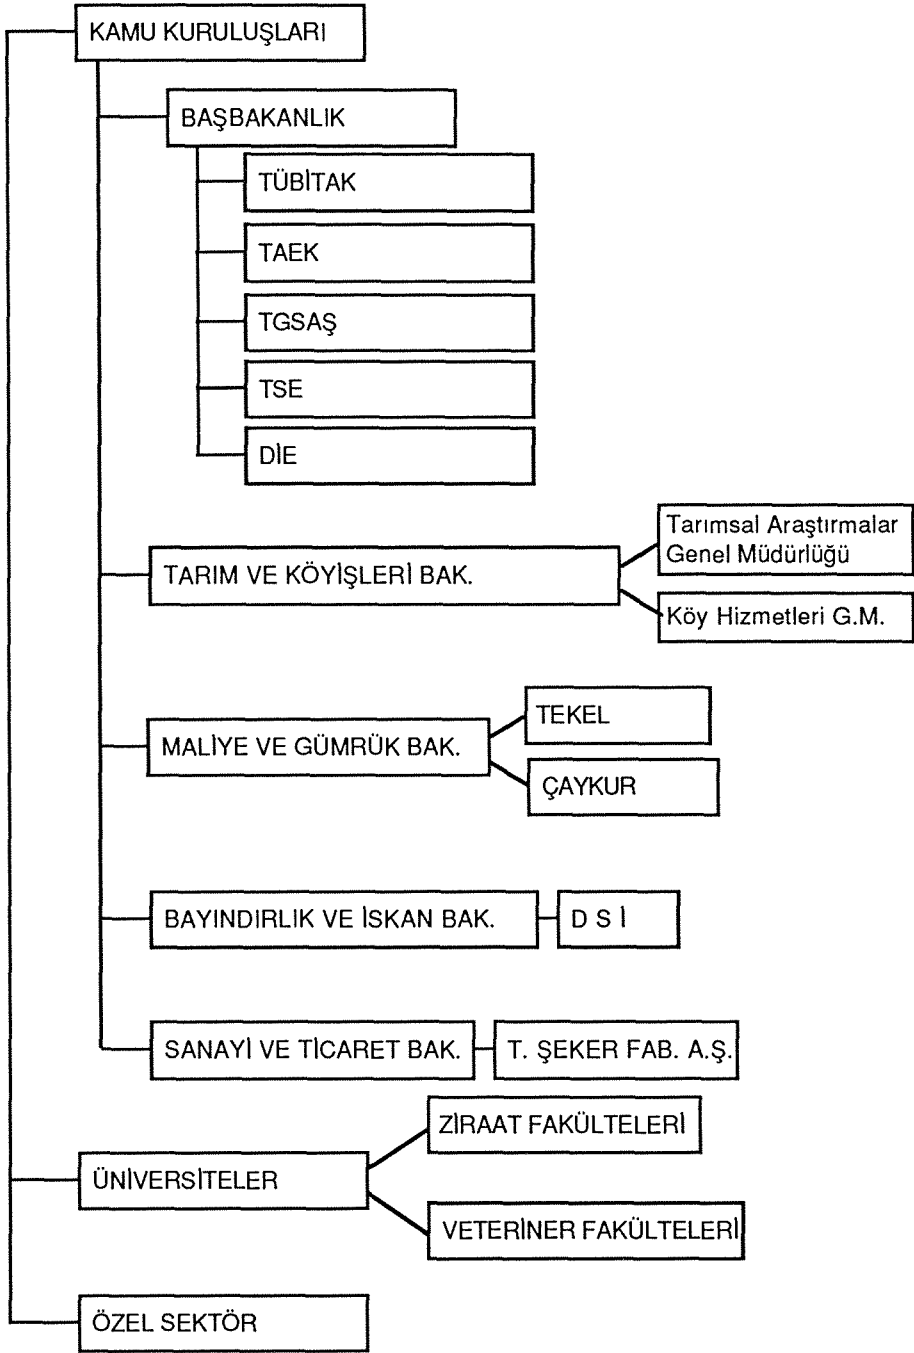 KAMU KURULUŞLARI
BAŞBAKANLIK
TÜBİTAK
TAEK
TGSAŞ
TSE
DİE
TARIM VE KÖYİŞLERİ BAK.
Tarımsal Araştırmalar
Genel Müdürlüğü
Köy Hizmetleri G.M.
MALİYE VE GÜMRÜK BAK.
TEKEL
ÇAYKUR
BAYINDIRLIK VE İSKAN BAK.
D S İ
SANAYİ VE TİCARET BAK.
T. ŞEKER FAB. A.Ş.
ÜNİVERSİTELER
ZİRAAT FAKÜLTELERİ
VETERİNER FAKÜLTELERİ
ÖZEL SEKTÖR